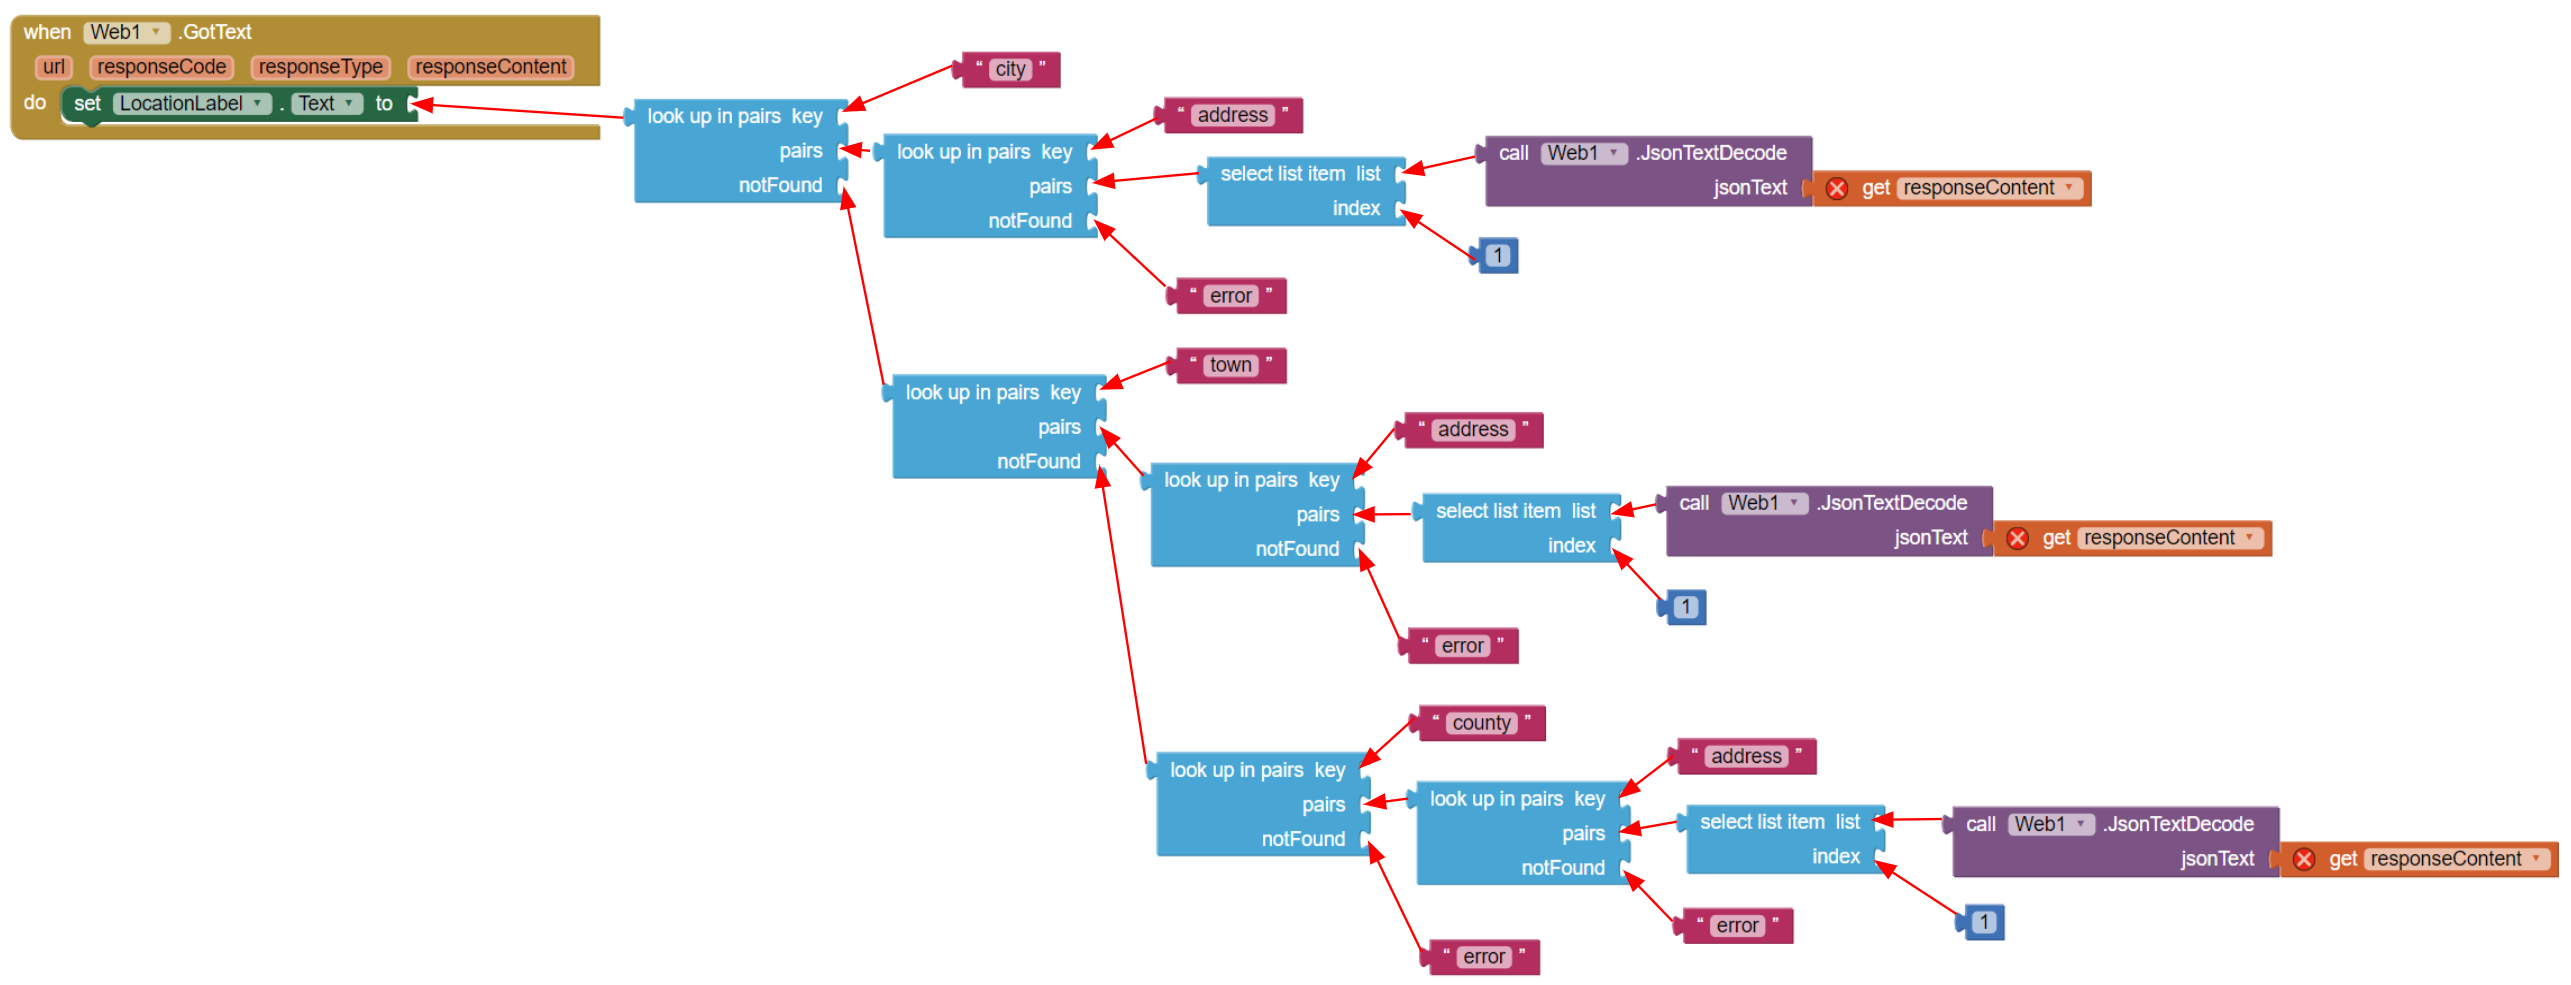 when Web1 .GotText
url responseCode responseType responseContent
do set LocationLabel . Text to
look up in pairs key
pairs
notFound
“ city ”
look up in pairs key
pairs
notFound
“ address ”
select list item list
index
call Web1 .JsonTextDecode
jsonText get responseContent
1
“ error ”
look up in pairs key
pairs
notFound
“ town ”
look up in pairs key
pairs
notFound
“ address ”
select list item list
index
call Web1 .JsonTextDecode
jsonText get responseContent
1
“ error ”
look up in pairs key
pairs
notFound
“ county ”
look up in pairs key
pairs
notFound
“ address ”
select list item list
index
call Web1 .JsonTextDecode
jsonText get responseContent
1
“ error ”
“ error ”